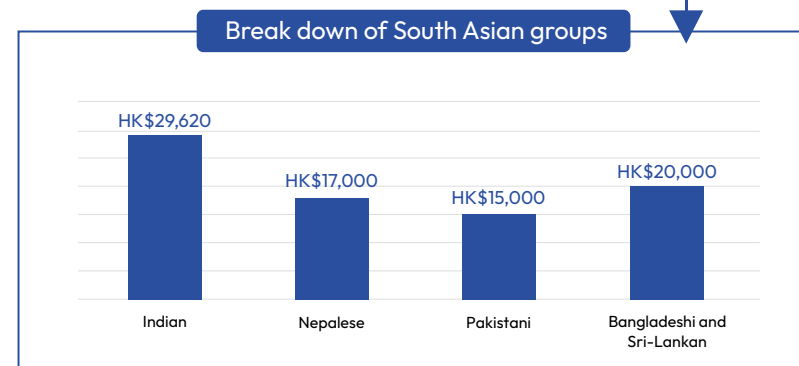 Break down of South Asian groups
HK$29,620
HK$17,000
HK$15,000
HK$20,000
Indian
Nepalese
Pakistani
Bangladeshi and
Sri-Lankan